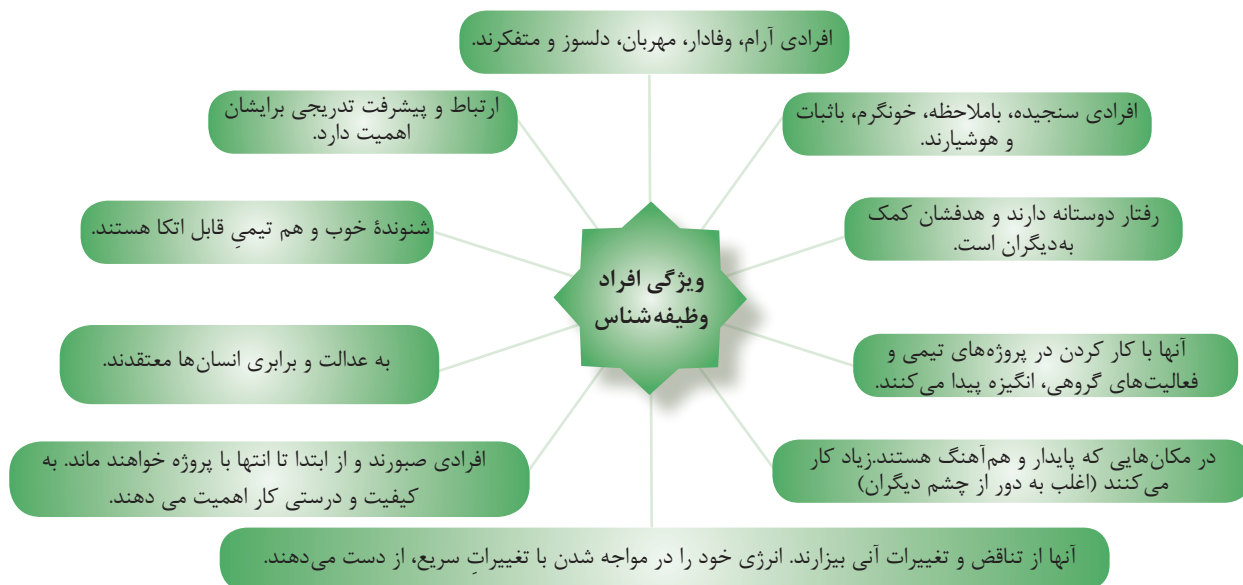 افرادی آرام، وفادار، مهربان، دلسوز و متفکرند.
افرادی سنجیده، باملاحظه، خونگرم، باثبات
و هوشیارند.
رفتار دوستانه دارند و هدفشان کمک
به‌دیگران است.
آنها با کار کردن در پروژه‌های تیمی و
فعالیت‌های گروهی، انگیزه پیدا می‌کنند.
در مکان‌هایی که پایدار و هم‌آهنگ هستند.زیاد کار
می‌کنند (اغلب به دور از چشم دیگران)
آنها از تناقض و تغییرات آنی بیزارند. انرژی خود را در مواجه شدن با تغییراتِ سریع، از دست می‌دهند.
افرادی صبورند و از ابتدا تا انتها با پروژه خواهند ماند. به
کیفیت و درستی کار اهمیت می دهند.
به عدالت و برابری انسان‌ها معتقدند.
شنوندهٔ خوب و هم تیمیِ قابل اتکا هستند.
ارتباط و پیشرفت تدریجی برایشان
اهمیت دارد.
ویژگی افراد
وظیفه‌شناس